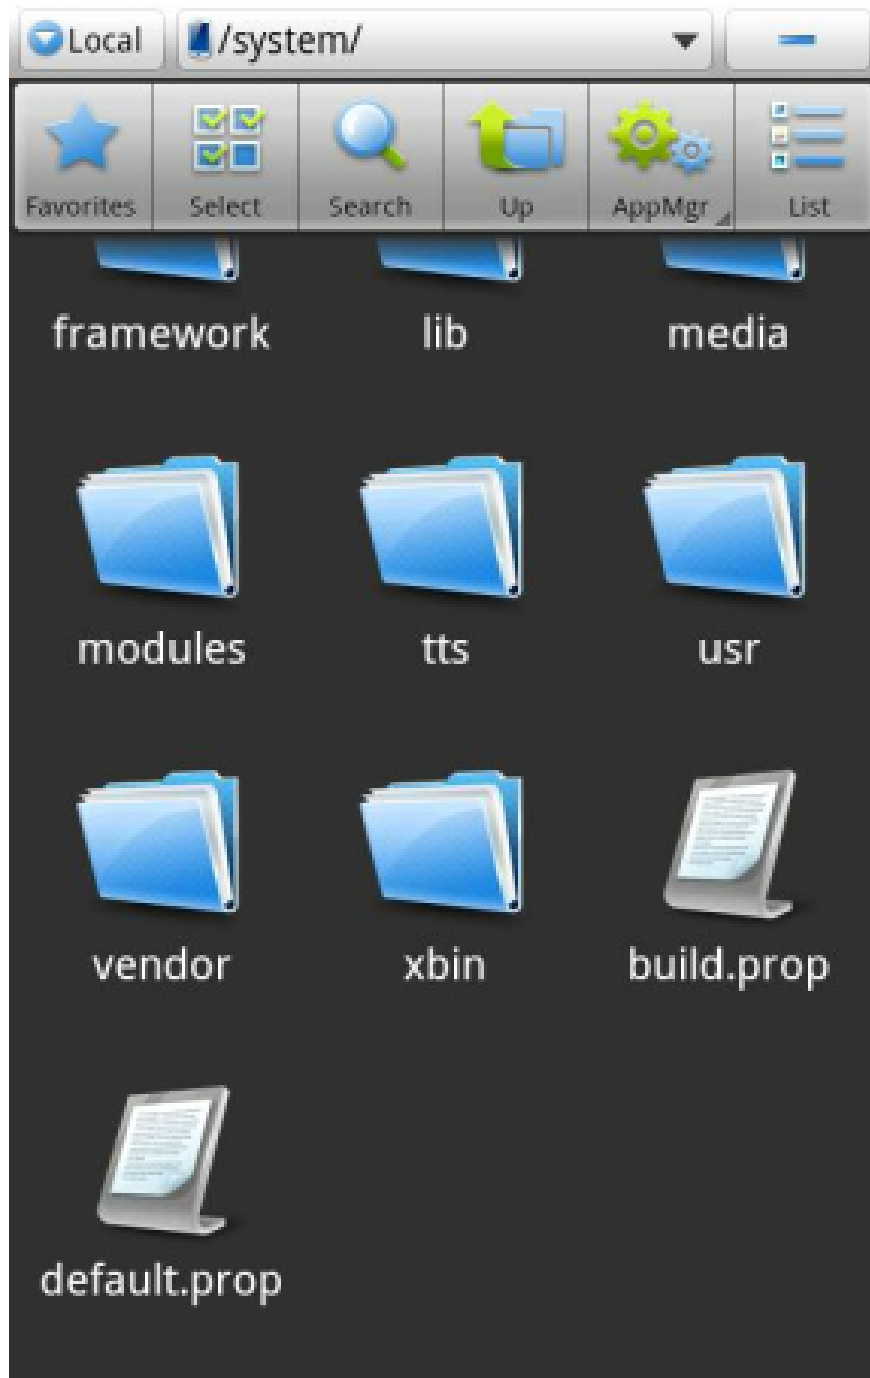 Local /system/
Favorites Select Search Up AppMgr List
framework lib media
modules tts usr
vendor xbin build.prop
default.prop